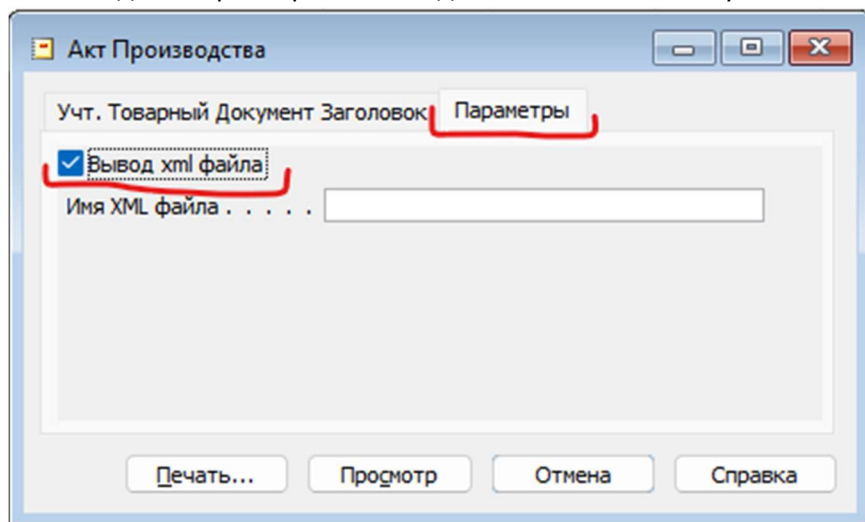 Акт Производства
Учт. Товарный Документ Заголовок Параметры
Вывод xml файла
Имя XML файла . . . . .
Печать... Просмотр Отмена Справка